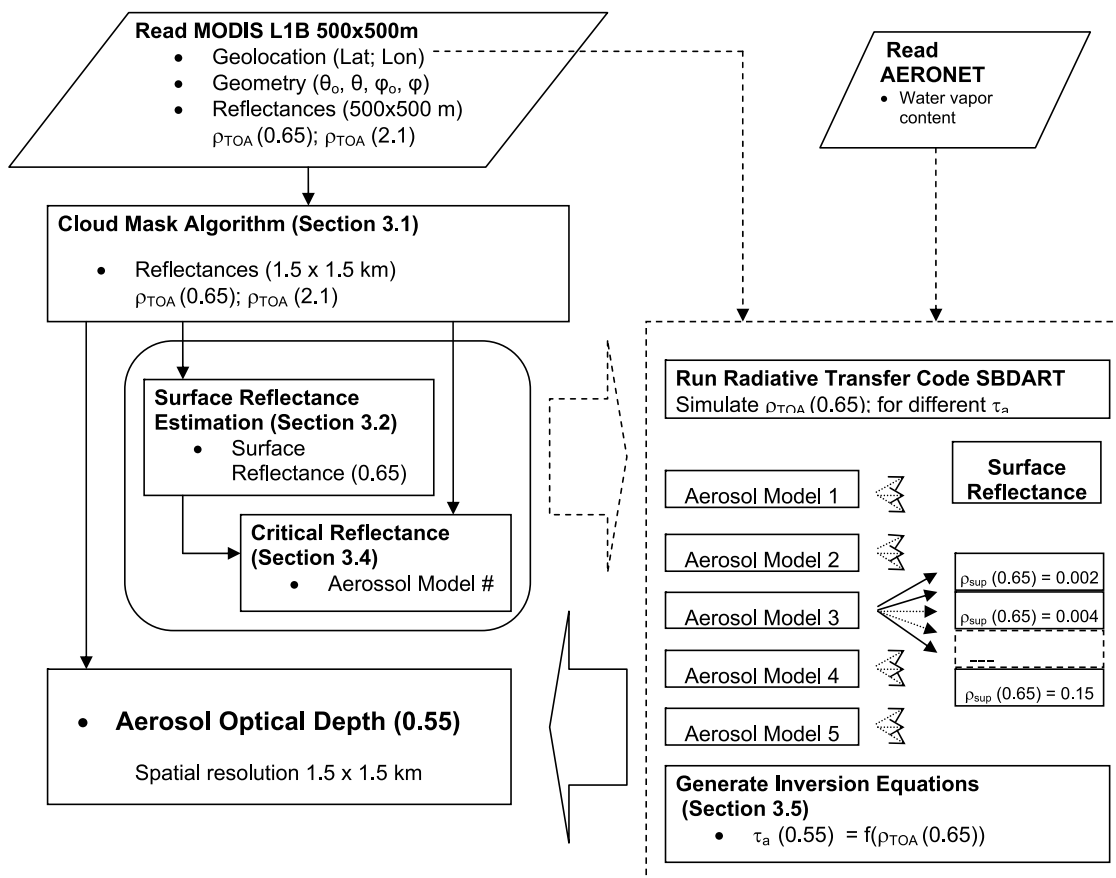 Read MODIS L1B 500x500m
• Geolocation (Lat; Lon)
• Geometry (θo, θ, φo, φ)
• Reflectances (500x500 m)
ρTOA (0.65); ρTOA (2.1)
Read
AERONET
• Water vapor
content
Cloud Mask Algorithm (Section 3.1)
• Reflectances (1.5 x 1.5 km)
ρTOA (0.65); ρTOA (2.1)
Surface Reflectance
Estimation (Section 3.2)
• Surface
Reflectance (0.65)
Critical Reflectance
(Section 3.4)
• Aerossol Model #
• Aerosol Optical Depth (0.55)
Spatial resolution 1.5 x 1.5 km
Run Radiative Transfer Code SBDART
Simulate ρTOA (0.65); for different τa
Surface
Reflectance
Aerosol Model 1
Aerosol Model 2
Aerosol Model 3
Aerosol Model 4
Aerosol Model 5
ρsup (0.65) = 0.002
ρsup (0.65) = 0.004
---
ρsup (0.65) = 0.15
Generate Inversion Equations
(Section 3.5)
• τa (0.55) = f(ρTOA (0.65))